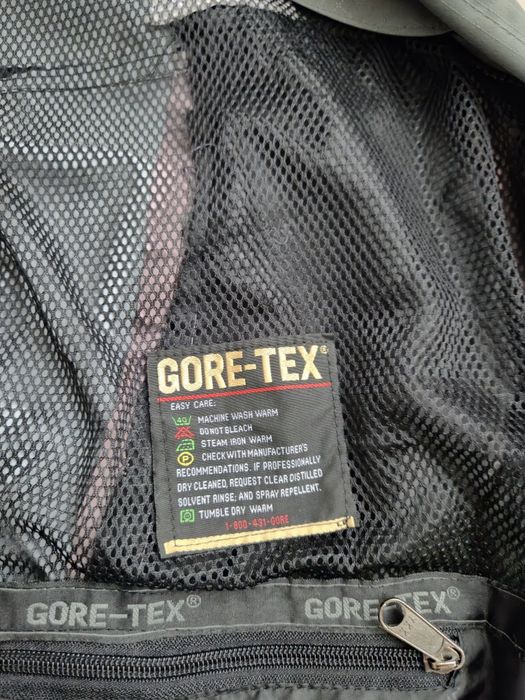 GORE-TEX®
EASY CARE:
40 MACHINE WASH WARM
DO NOT BLEACH
STEAM IRON WARM
P CHECK WITH MANUFACTURER'S
RECOMMENDATIONS. IF PROFESSIONALLY
DRY CLEANED, REQUEST CLEAR DISTILLED
SOLVENT RINSE; AND SPRAY REPELLENT.
TUMBLE DRY WARM
1-800-431-GORE
GORE-TEX® GORE-TEX®